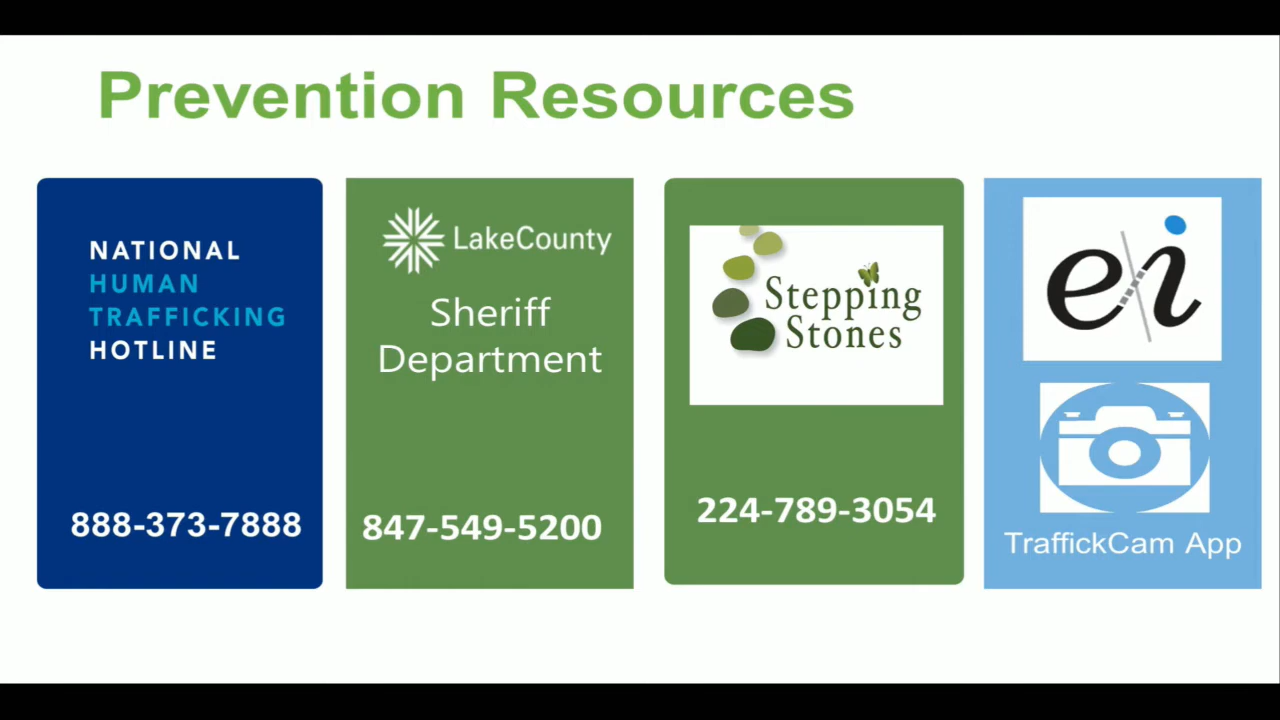 Prevention Resources
NATIONAL
HUMAN
TRAFFICKING
HOTLINE
888-373-7888
LakeCounty
Sheriff
Department
847-549-5200
Stepping
Stones
224-789-3054
e\i
TraffickCam App